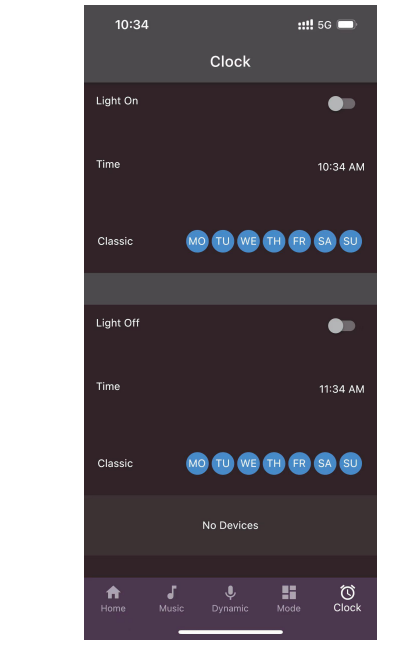 10:34 5G
Clock
Light On
Time 10:34 AM
Classic MO TU WE TH FR SA SU
Light Off
Time 11:34 AM
Classic MO TU WE TH FR SA SU
No Devices
Home Music Dynamic Mode Clock